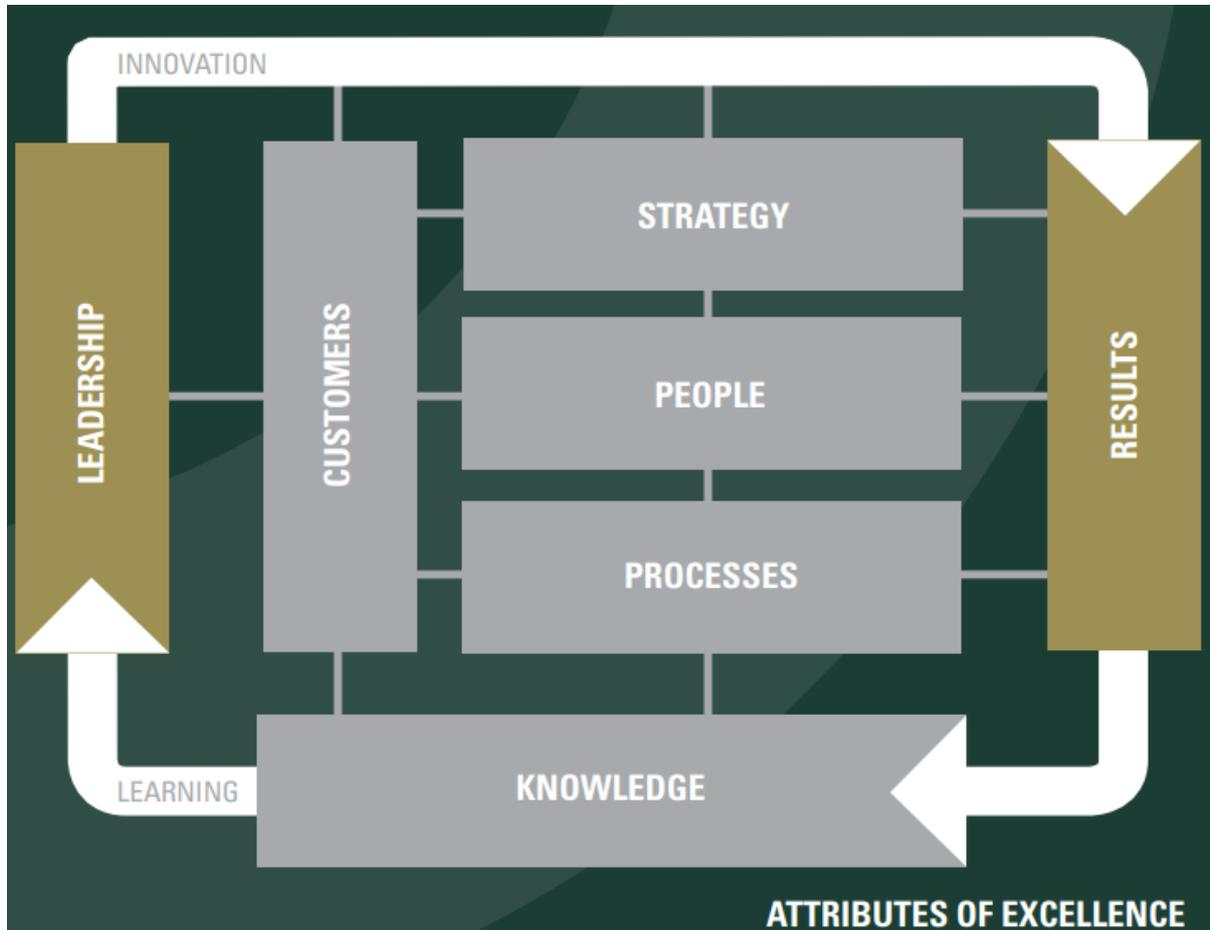 INNOVATION
LEADERSHIP
CUSTOMERS
STRATEGY
PEOPLE
PROCESSES
RESULTS
LEARNING
KNOWLEDGE
ATTRIBUTES OF EXCELLENCE